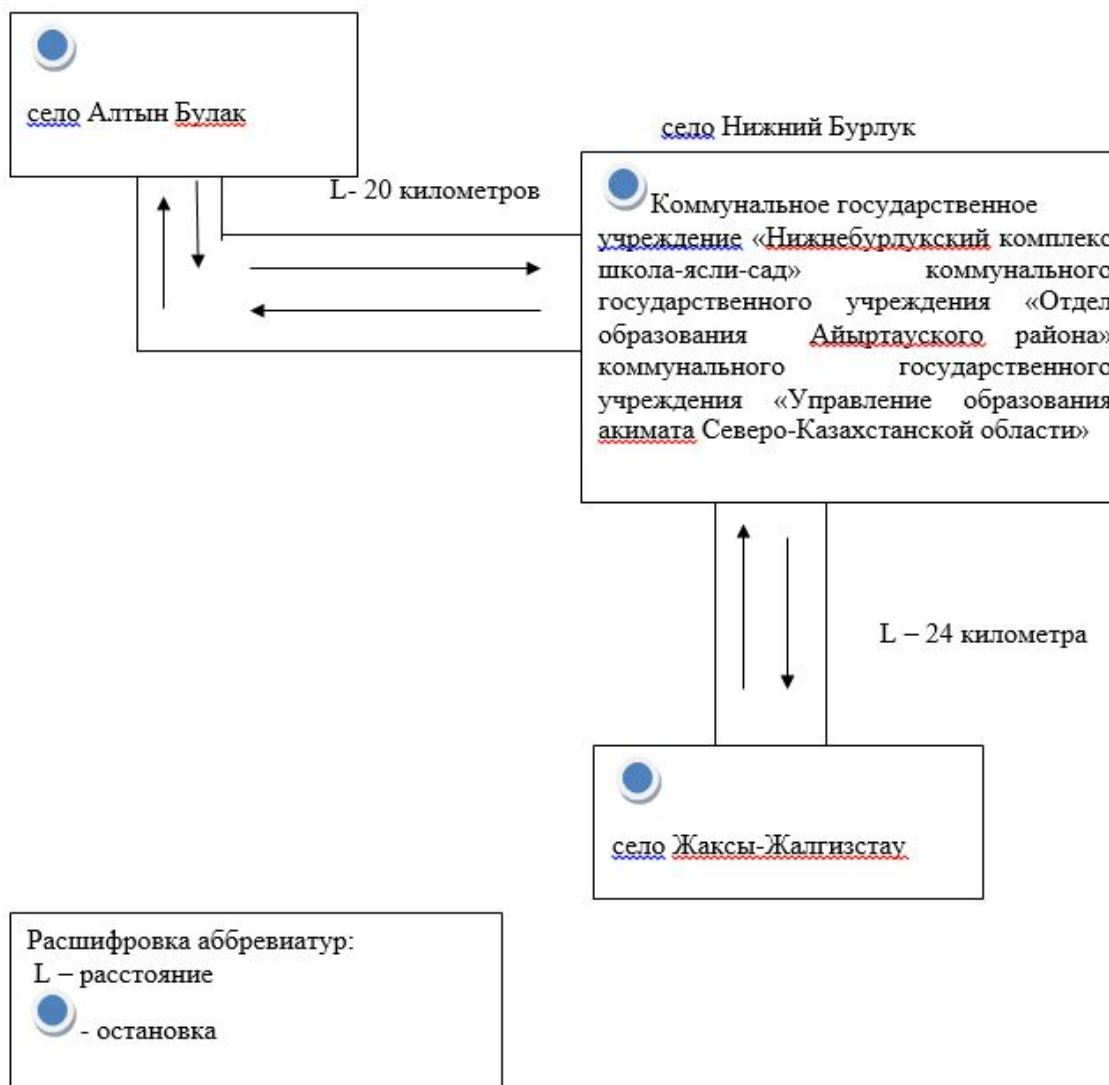 село Алтын Булак
село Нижний Бурлук
L- 20 километров
Коммунальное государственное
учреждение «Нижнебурлукский комплекс
школа-ясли-сад» коммунального
государственного учреждения «Отдел
образования Айыртауского района»
коммунального государственного
учреждения «Управление образования
акимата Северо-Казахстанской области»
L – 24 километра
село Жаксы-Жалгизстау
Расшифровка аббревиатур:
L – расстояние
- остановка